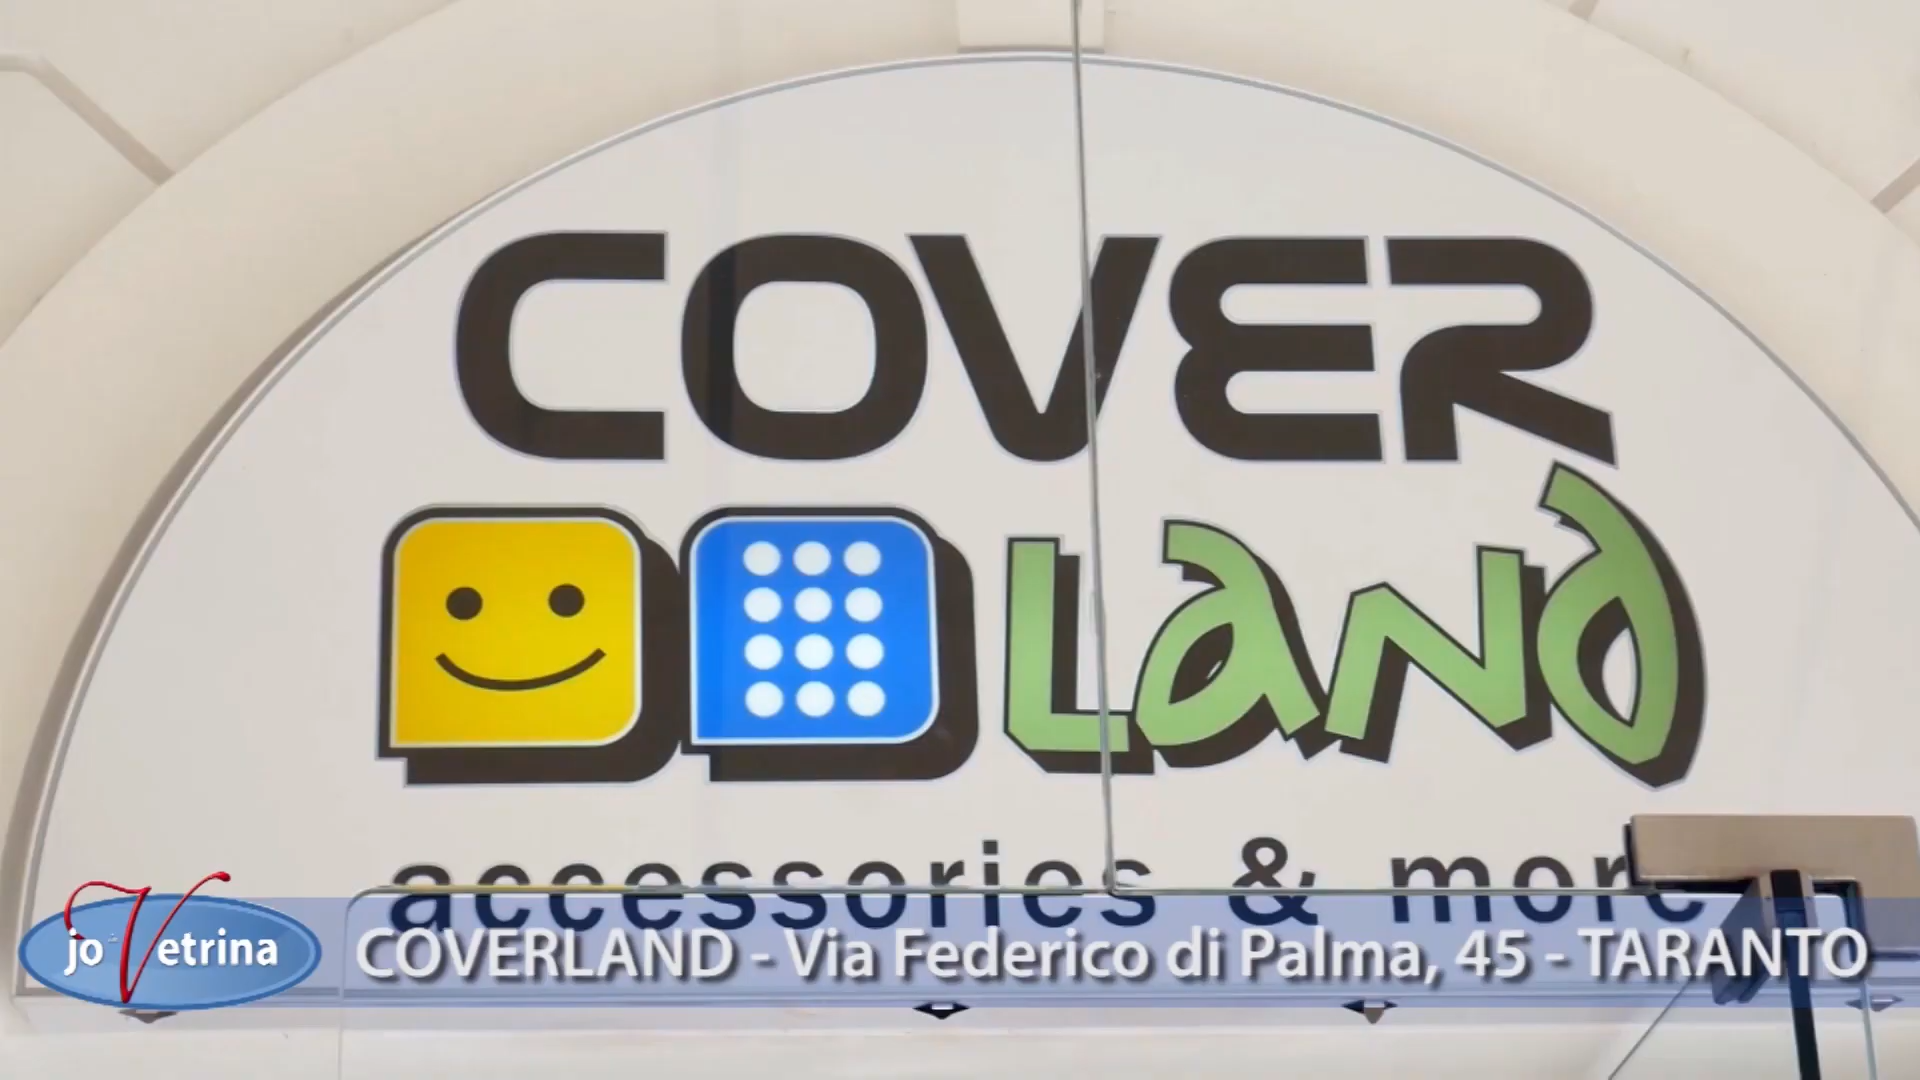 COVER
LaND
accessories & more
jo Vetrina
COVERLAND - Via Federico di Palma, 45 - TARANTO